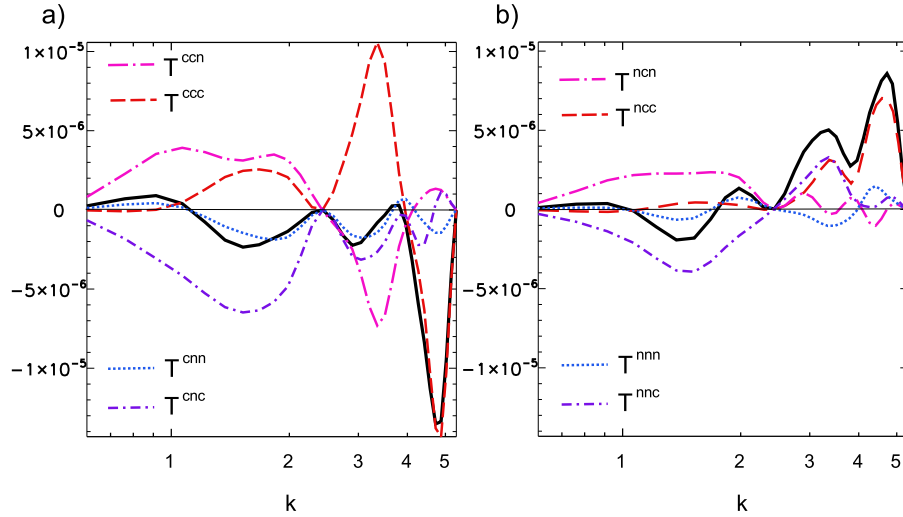 a)
b)
1×10⁻⁵
5×10⁻⁶
0
−5×10⁻⁶
−1×10⁻⁵
T^ccn
T^ccc
T^cnn
T^cnc
1 2 3 4 5
k
1×10⁻⁵
5×10⁻⁶
0
−5×10⁻⁶
−1×10⁻⁵
T^ncn
T^ncc
T^nnn
T^nnc
1 2 3 4 5
k